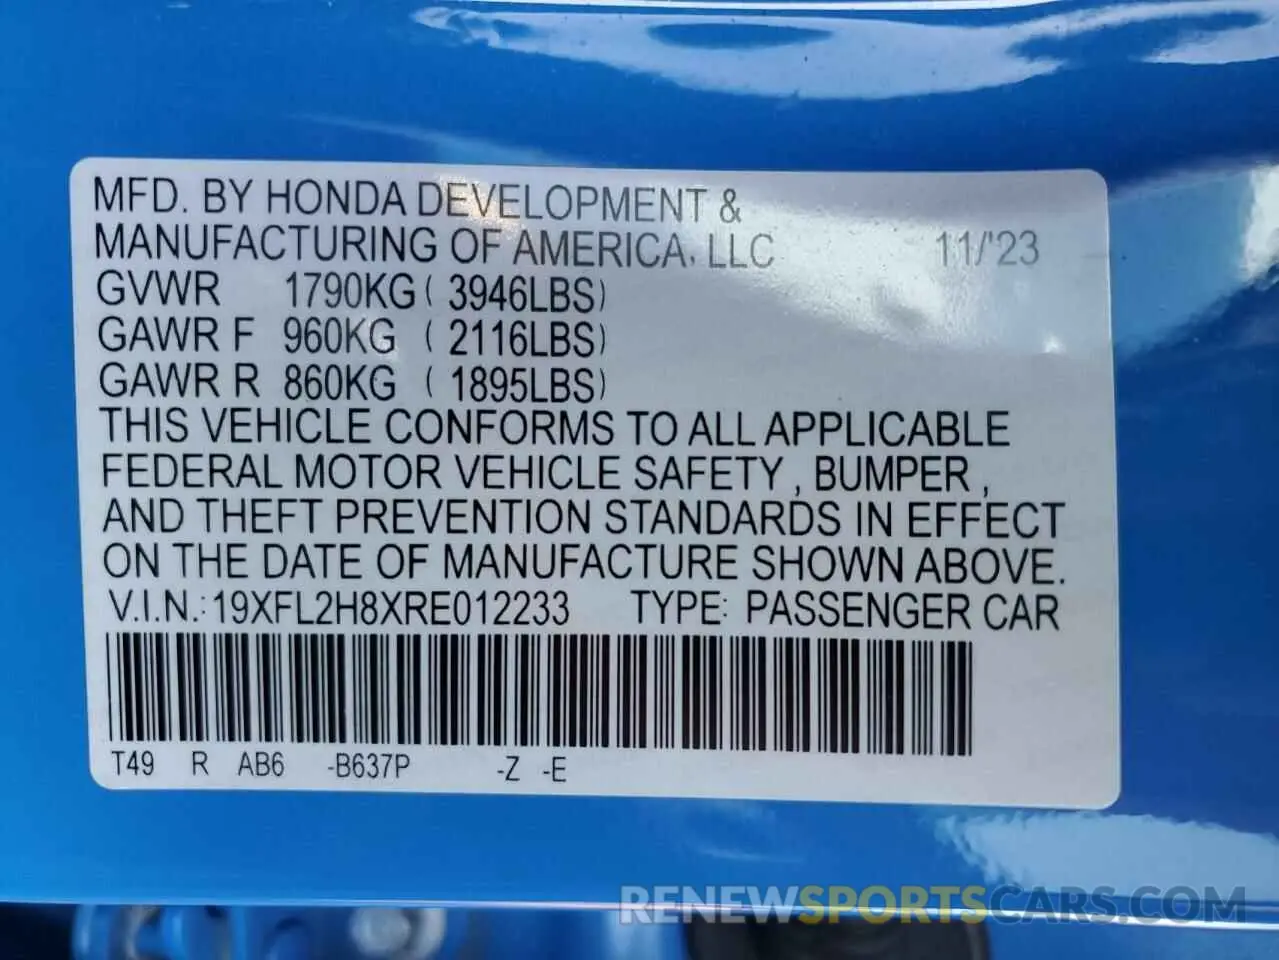 MFD. BY HONDA DEVELOPMENT &
MANUFACTURING OF AMERICA, LLC 11/'23
GVWR 1790KG ( 3946LBS)
GAWR F 960KG ( 2116LBS)
GAWR R 860KG ( 1895LBS)
THIS VEHICLE CONFORMS TO ALL APPLICABLE
FEDERAL MOTOR VEHICLE SAFETY , BUMPER ,
AND THEFT PREVENTION STANDARDS IN EFFECT
ON THE DATE OF MANUFACTURE SHOWN ABOVE.
V.I.N.: 19XFL2H8XRE012233 TYPE: PASSENGER CAR
T49 R AB6 -B637P -Z -E
RENEWSPORTSCARS.COM